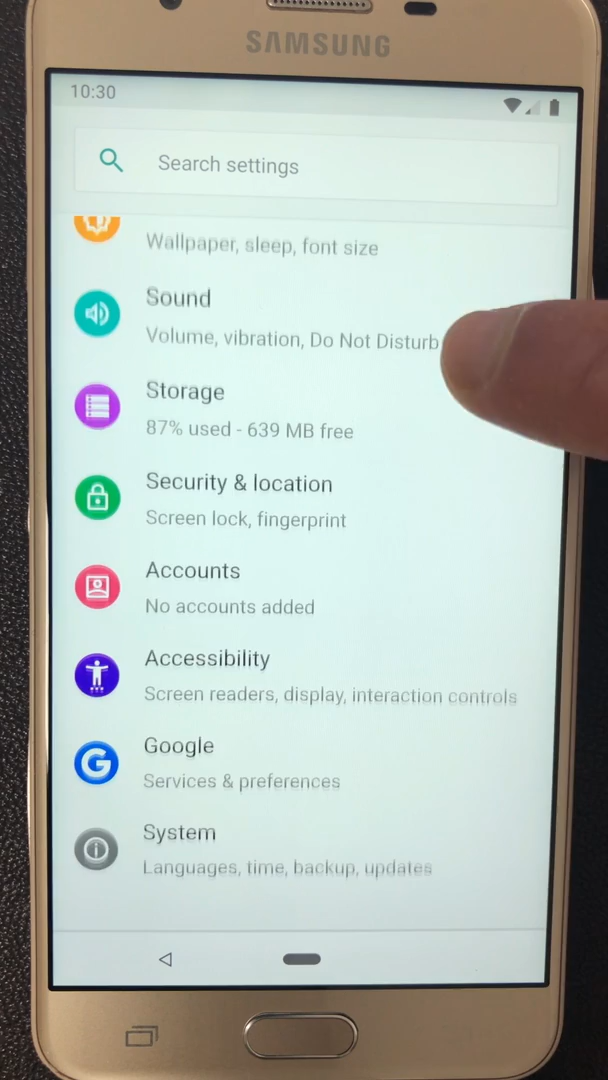 SAMSUNG
10:30
Search settings
Wallpaper, sleep, font size
Sound
Volume, vibration, Do Not Disturb
Storage
87% used - 639 MB free
Security & location
Screen lock, fingerprint
Accounts
No accounts added
Accessibility
Screen readers, display, interaction controls
Google
Services & preferences
System
Languages, time, backup, updates